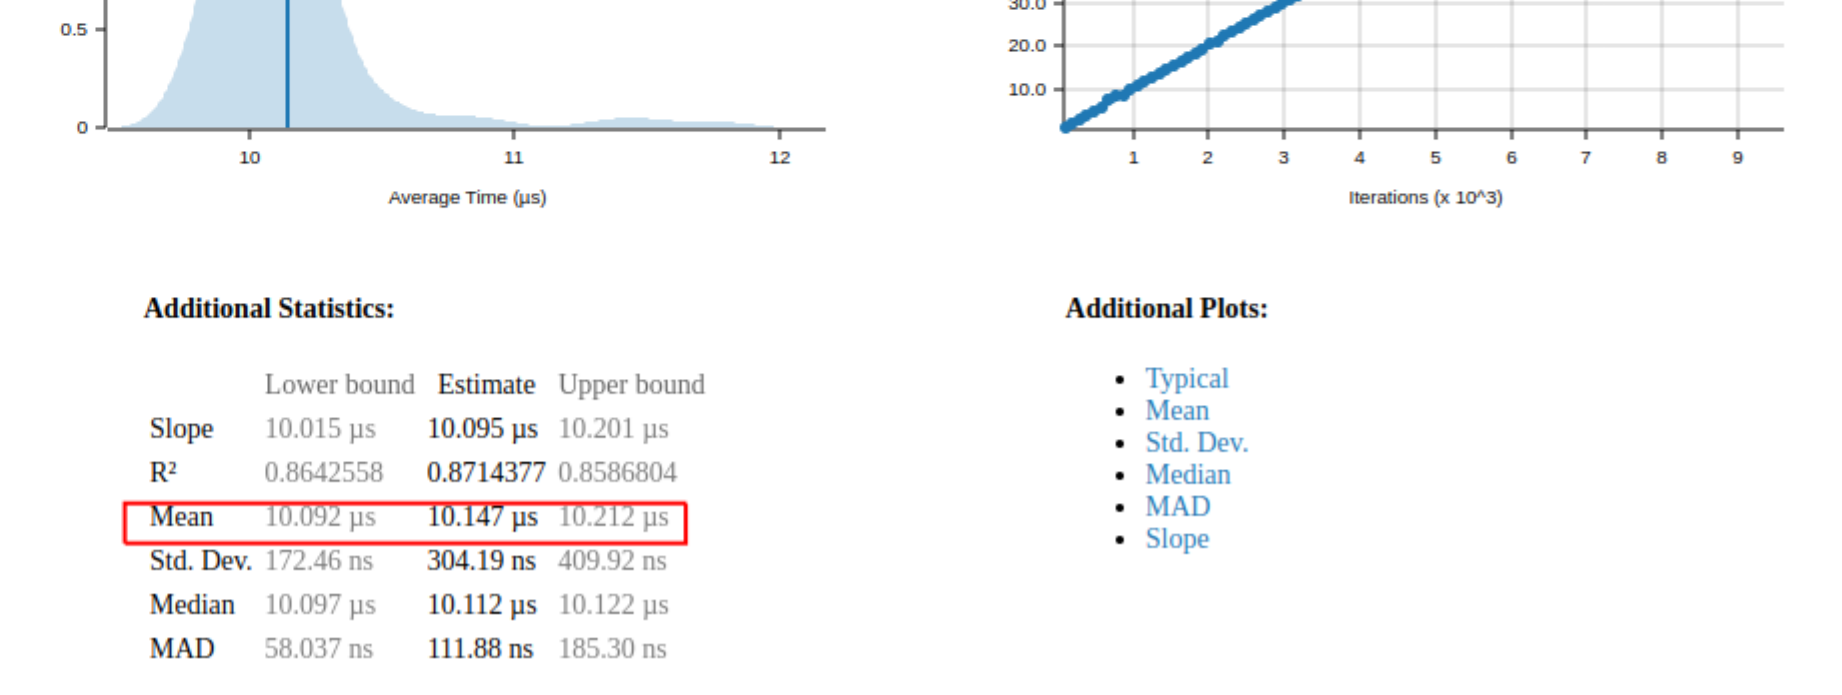 0.5
0
10 11 12
Average Time (µs)
30.0
20.0
10.0
1 2 3 4 5 6 7 8 9
Iterations (x 10^3)
Additional Statistics:
Lower bound Estimate Upper bound
Slope 10.015 µs 10.095 µs 10.201 µs
R² 0.8642558 0.8714377 0.8586804
Mean 10.092 µs 10.147 µs 10.212 µs
Std. Dev. 172.46 ns 304.19 ns 409.92 ns
Median 10.097 µs 10.112 µs 10.122 µs
MAD 58.037 ns 111.88 ns 185.30 ns
Additional Plots:
Typical
Mean
Std. Dev.
Median
MAD
Slope